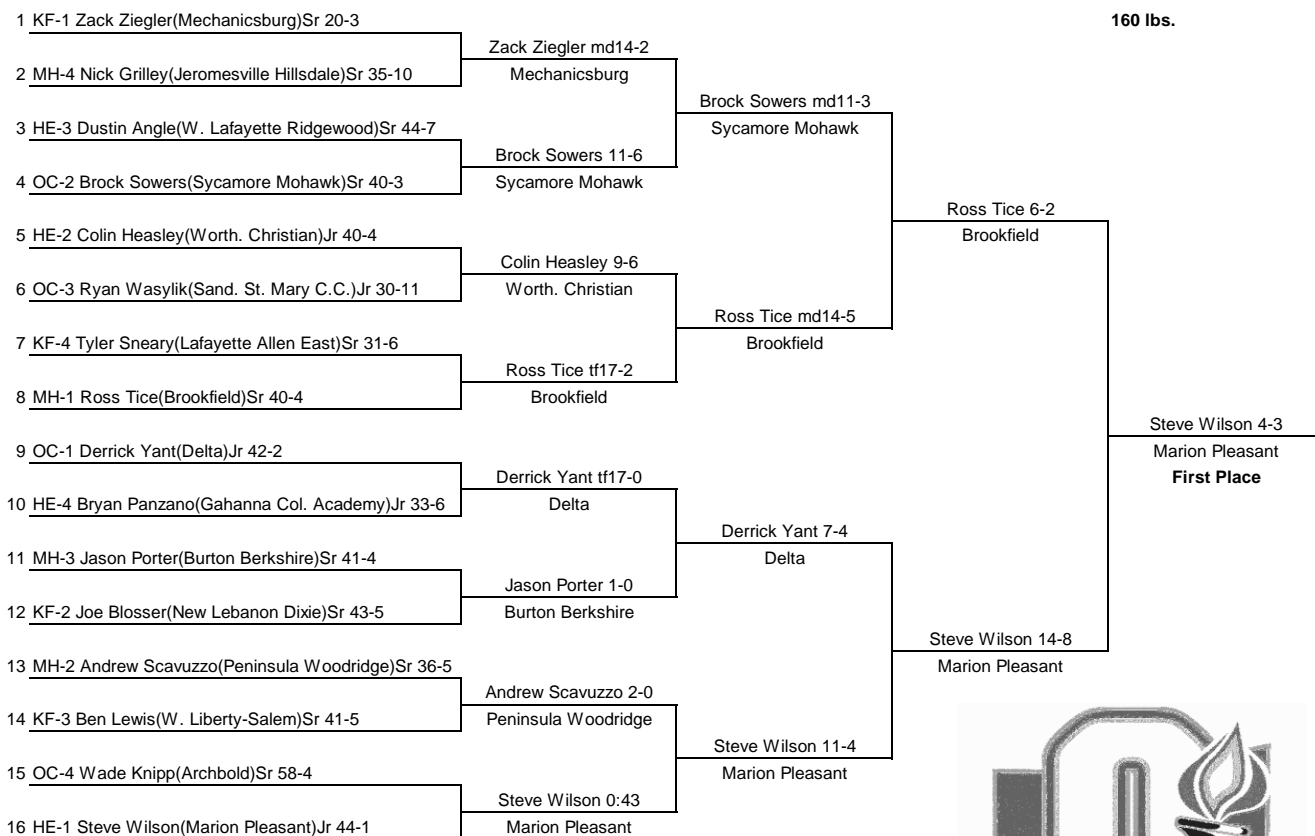 1 KF-1 Zack Ziegler(Mechanicsburg)Sr 20-3
160 lbs.
Zack Ziegler md14-2
2 MH-4 Nick Grilley(Jeromesville Hillsdale)Sr 35-10
Mechanicsburg
Brock Sowers md11-3
3 HE-3 Dustin Angle(W. Lafayette Ridgewood)Sr 44-7
Sycamore Mohawk
Brock Sowers 11-6
4 OC-2 Brock Sowers(Sycamore Mohawk)Sr 40-3
Sycamore Mohawk
Ross Tice 6-2
5 HE-2 Colin Heasley(Worth. Christian)Jr 40-4
Brookfield
Colin Heasley 9-6
6 OC-3 Ryan Wasylik(Sand. St. Mary C.C.)Jr 30-11
Worth. Christian
Ross Tice md14-5
7 KF-4 Tyler Sneary(Lafayette Allen East)Sr 31-6
Brookfield
Ross Tice tf17-2
8 MH-1 Ross Tice(Brookfield)Sr 40-4
Brookfield
Steve Wilson 4-3
9 OC-1 Derrick Yant(Delta)Jr 42-2
Marion Pleasant
Derrick Yant tf17-0
First Place
10 HE-4 Bryan Panzano(Gahanna Col. Academy)Jr 33-6
Delta
Derrick Yant 7-4
11 MH-3 Jason Porter(Burton Berkshire)Sr 41-4
Delta
Jason Porter 1-0
12 KF-2 Joe Blosser(New Lebanon Dixie)Sr 43-5
Burton Berkshire
Steve Wilson 14-8
13 MH-2 Andrew Scavuzzo(Peninsula Woodridge)Sr 36-5
Marion Pleasant
Andrew Scavuzzo 2-0
14 KF-3 Ben Lewis(W. Liberty-Salem)Sr 41-5
Peninsula Woodridge
Steve Wilson 11-4
15 OC-4 Wade Knipp(Archbold)Sr 58-4
Marion Pleasant
Steve Wilson 0:43
16 HE-1 Steve Wilson(Marion Pleasant)Jr 44-1
Marion Pleasant